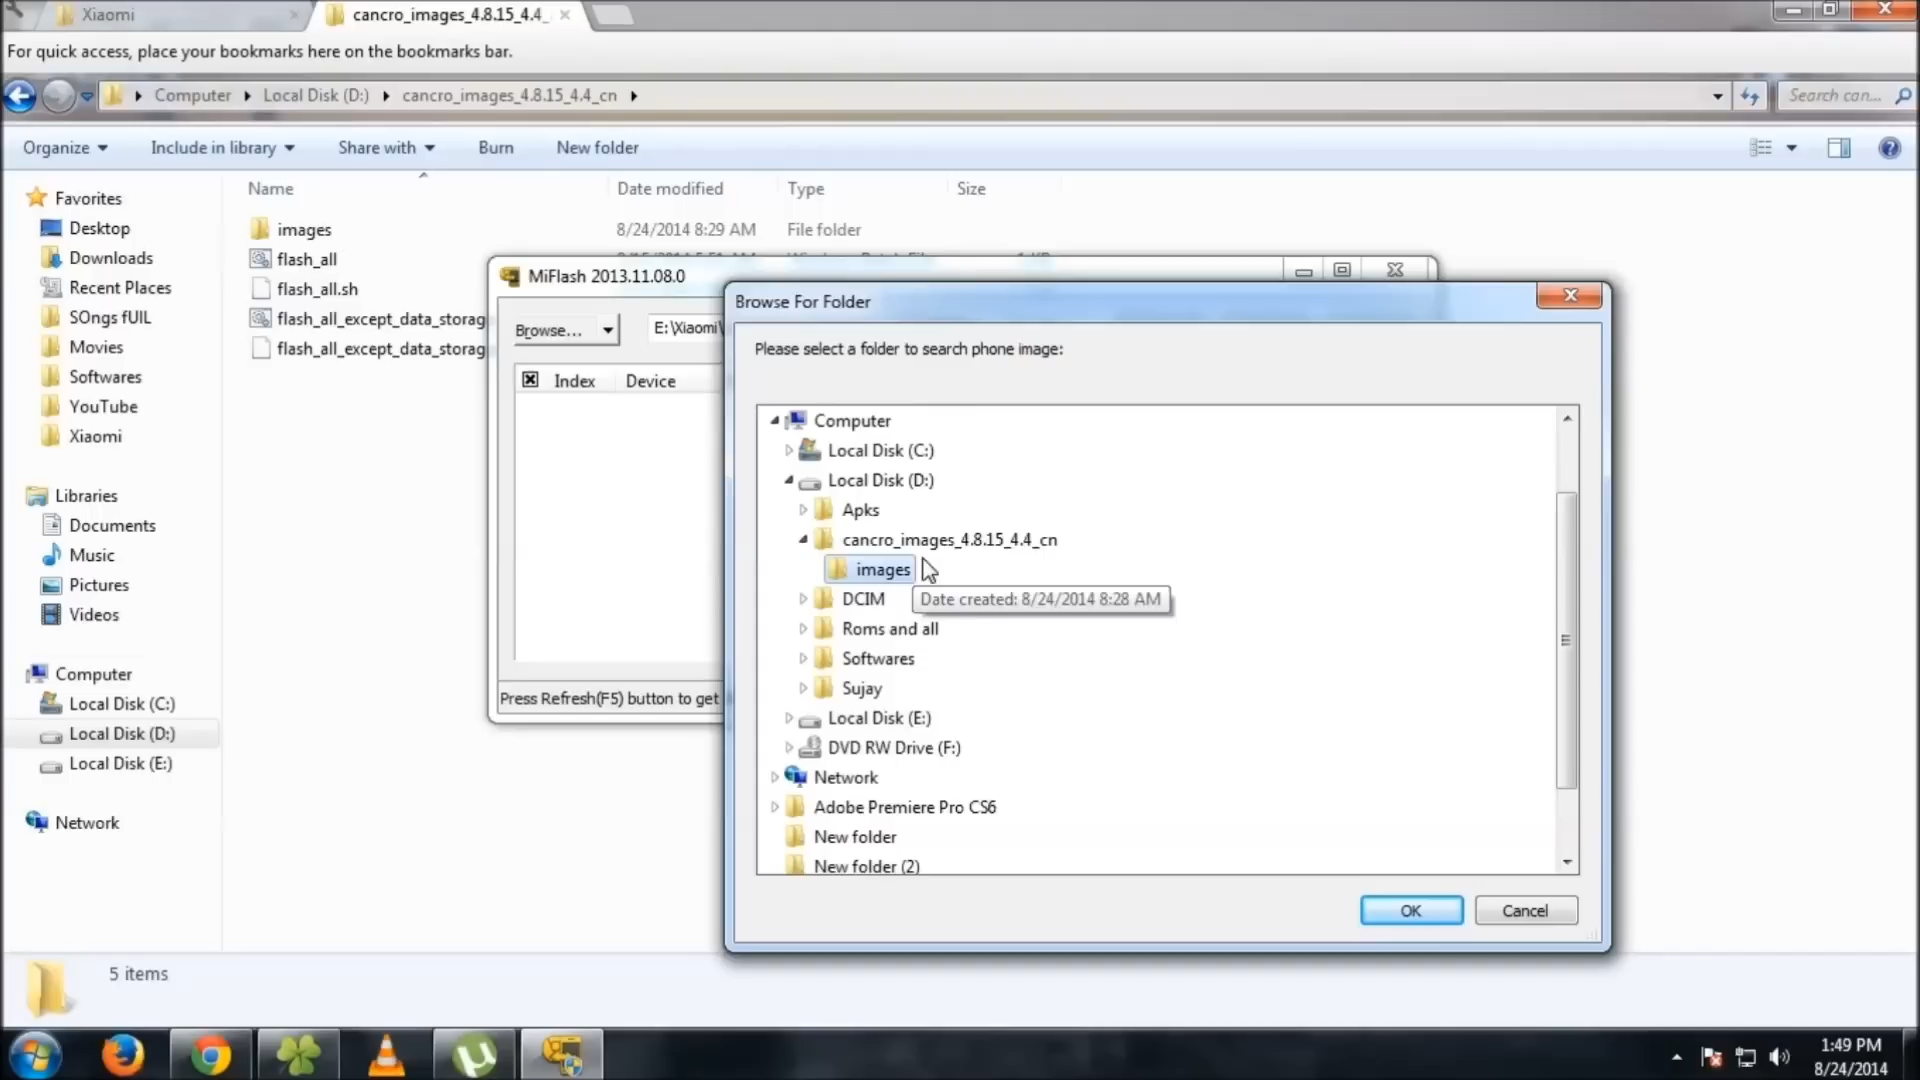 Xiaomi
cancro_images_4.8.15_4.4_
For quick access, place your bookmarks here on the bookmarks bar.
Computer
Local Disk (D:)
cancro_images_4.8.15_4.4_cn
Search can...
Organize
Include in library
Share with
Burn
New folder
Name
Date modified
Type
Size
Favorites
Desktop
Downloads
Recent Places
SOngs fUIL
Movies
Softwares
YouTube
Xiaomi
Libraries
Documents
Music
Pictures
Videos
Computer
Local Disk (C:)
Local Disk (D:)
Local Disk (E:)
Network
images
8/24/2014 8:29 AM
File folder
flash_all
flash_all.sh
flash_all_except_data_storag
flash_all_except_data_storag
MiFlash 2013.11.08.0
Browse...
E:\Xiaomi\
Index
Device
Press Refresh(F5) button to get
Browse For Folder
Please select a folder to search phone image:
Computer
Local Disk (C:)
Local Disk (D:)
Apks
cancro_images_4.8.15_4.4_cn
images
DCIM
Date created: 8/24/2014 8:28 AM
Roms and all
Softwares
Sujay
Local Disk (E:)
DVD RW Drive (F:)
Network
Adobe Premiere Pro CS6
New folder
New folder (2)
OK
Cancel
5 items
1:49 PM
8/24/2014